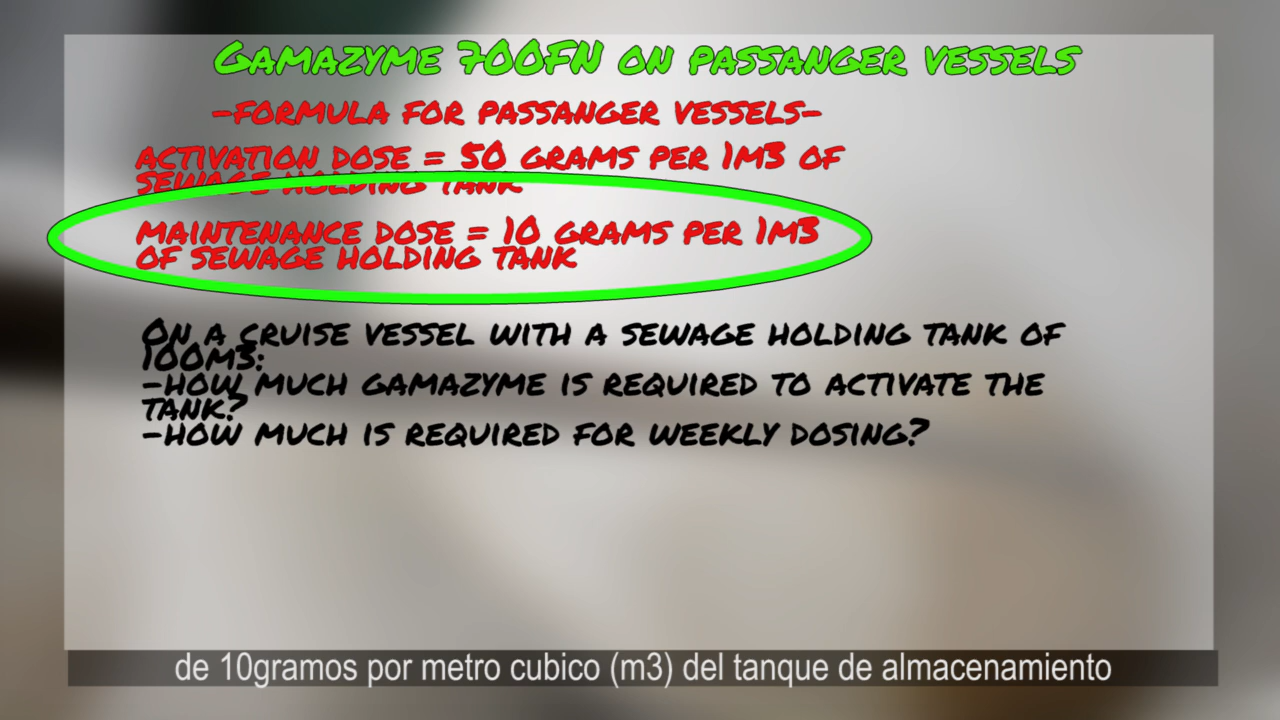 Gamazyme 700FN on passanger vessels
-formula for passanger vessels-
activation dose = 50 grams per 1m3 of
sewage holding tank
maintenance dose = 10 grams per 1m3
of sewage holding tank
On a cruise vessel with a sewage holding tank of
100m3:
-how much gamazyme is required to activate the
tank?
-how much is required for weekly dosing?
de 10gramos por metro cubico (m3) del tanque de almacenamiento